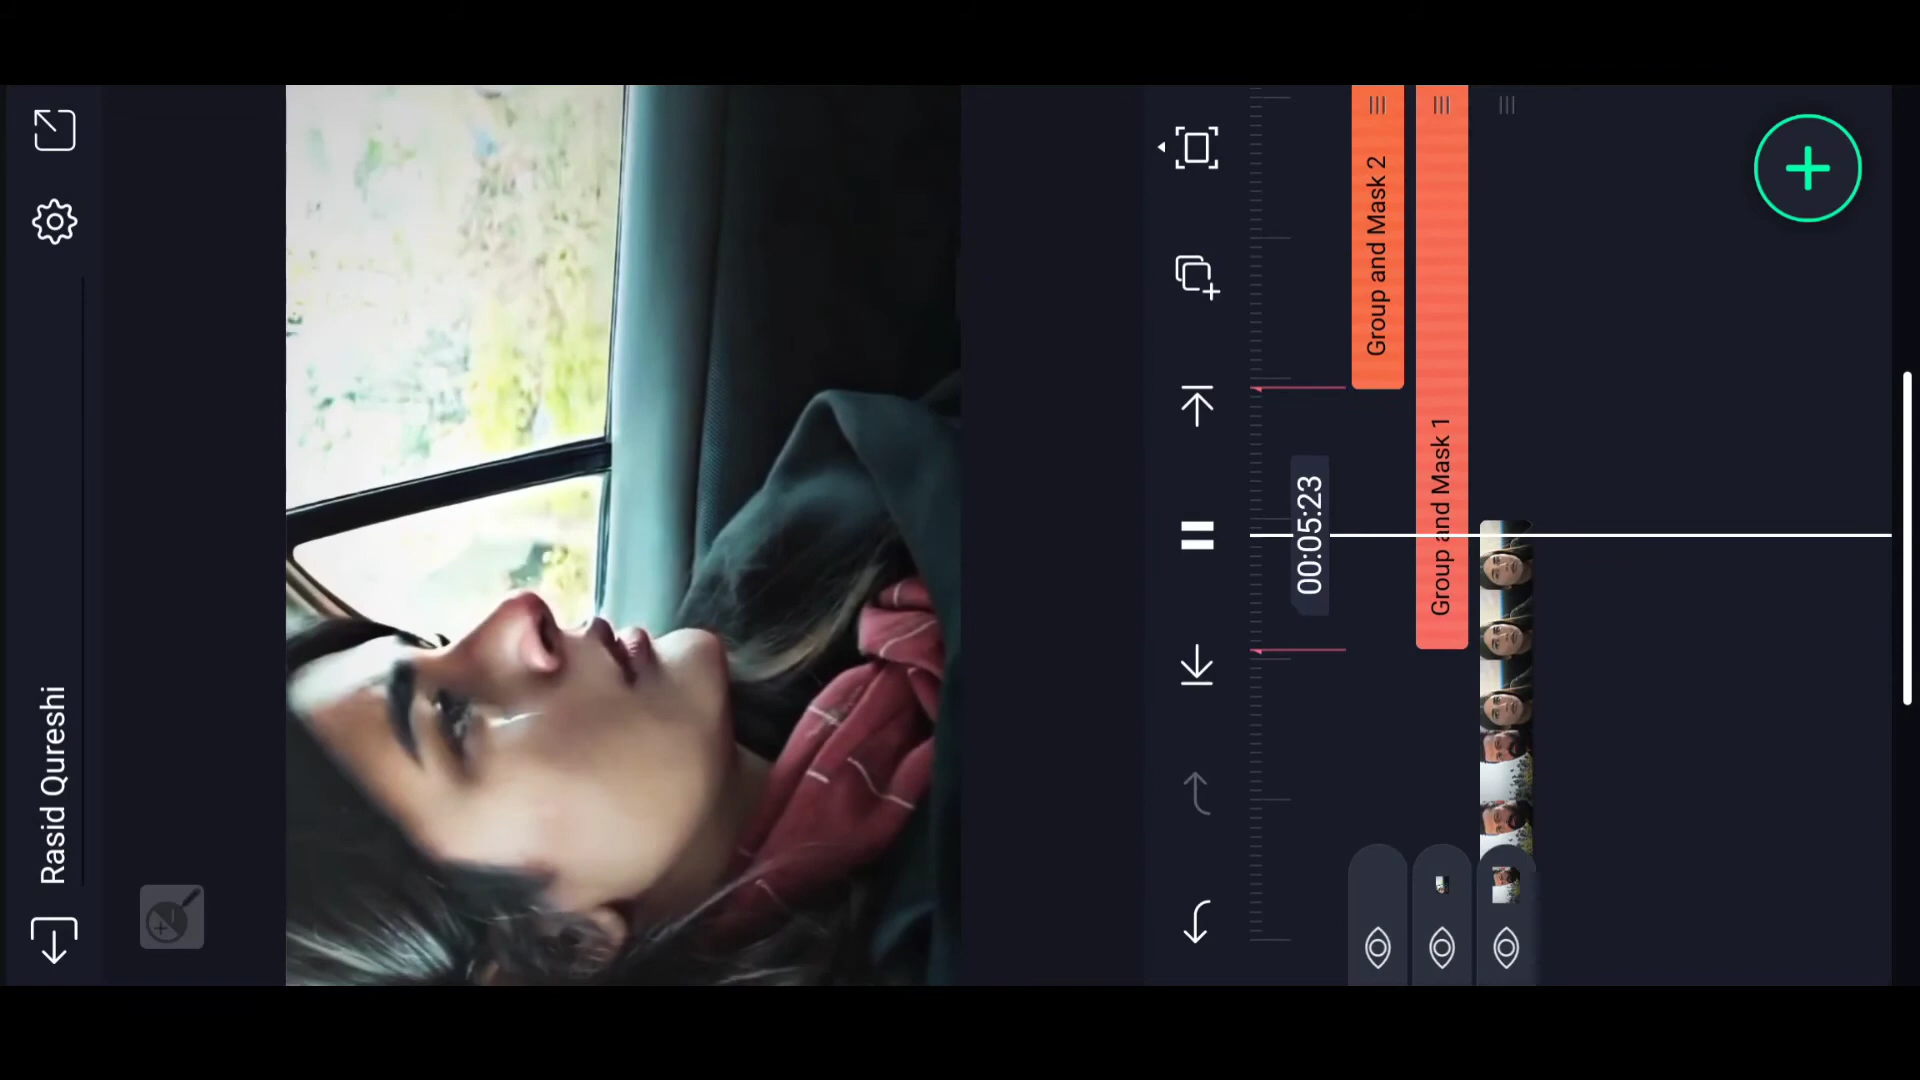 Rasid Qureshi
00:05:23
Group and Mask 2
Group and Mask 1